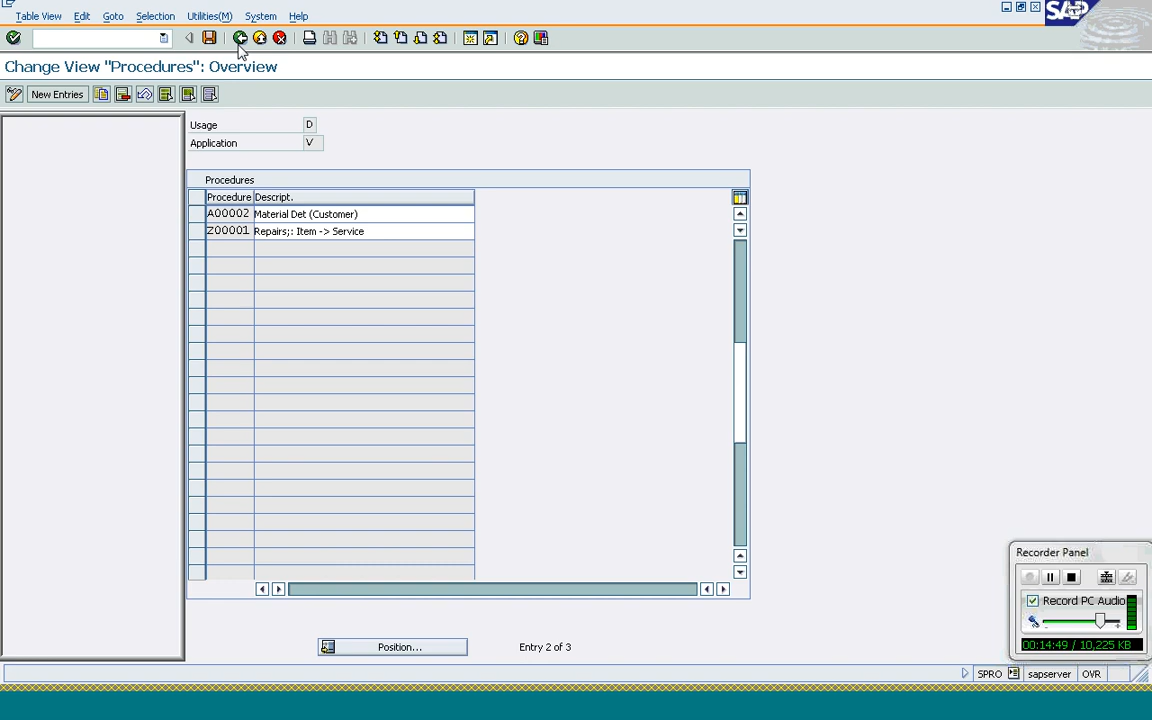 Table View Edit Goto Selection Utilities(M) System Help
SAP
Change View "Procedures": Overview
New Entries
Usage D
Application V
Procedures
Procedure Descript.
A00002 Material Det (Customer)
Z00001 Repairs;: Item -> Service
Position... Entry 2 of 3
Recorder Panel
Record PC Audio
- +
00:14:49 / 10,225 KB
SPRO sapserver OVR